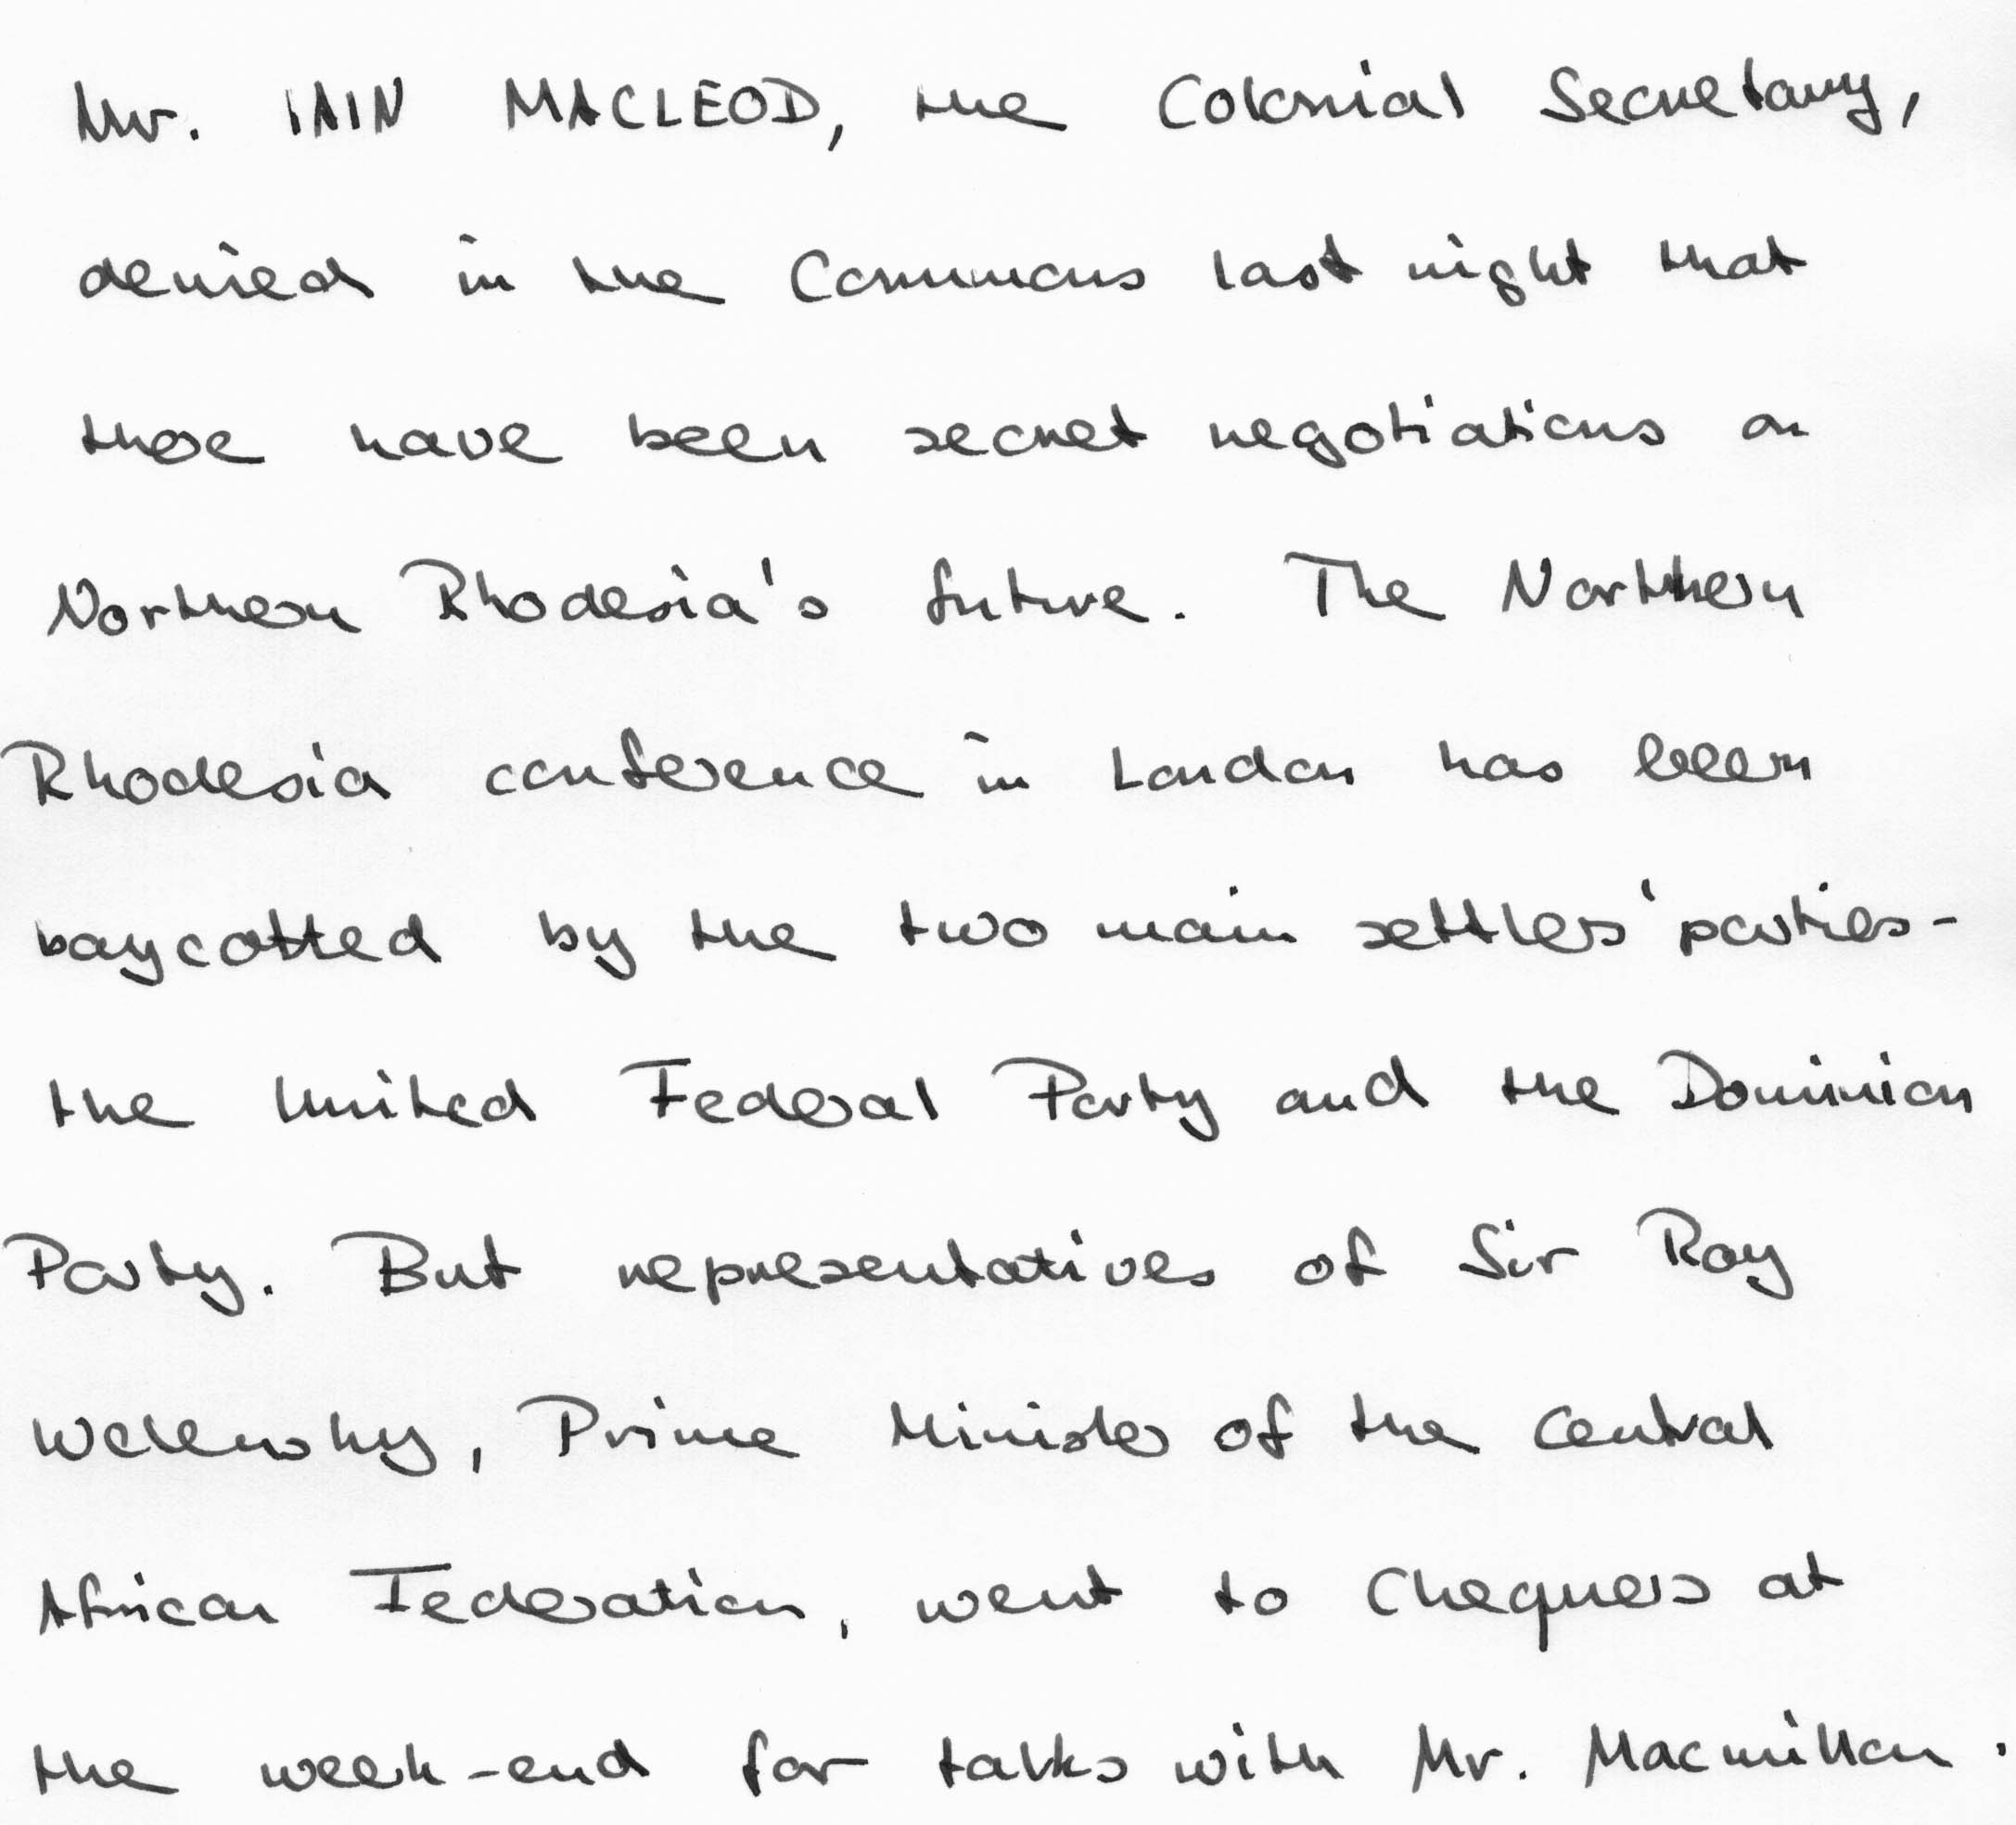 Mr. IAIN MACLEOD, the Colonial Secretary,
denied in the Commons last night that
there have been secret negotiations on
Northern Rhodesia's future. The Northern
Rhodesia conference in London has been
boycotted by the two main settlers' parties-
the United Federal Party and the Dominion
Party. But representatives of Sir Roy
Welensky, Prime Minister of the Central
African Federation, went to Chequers at
the week-end for talks with Mr. Macmillan.